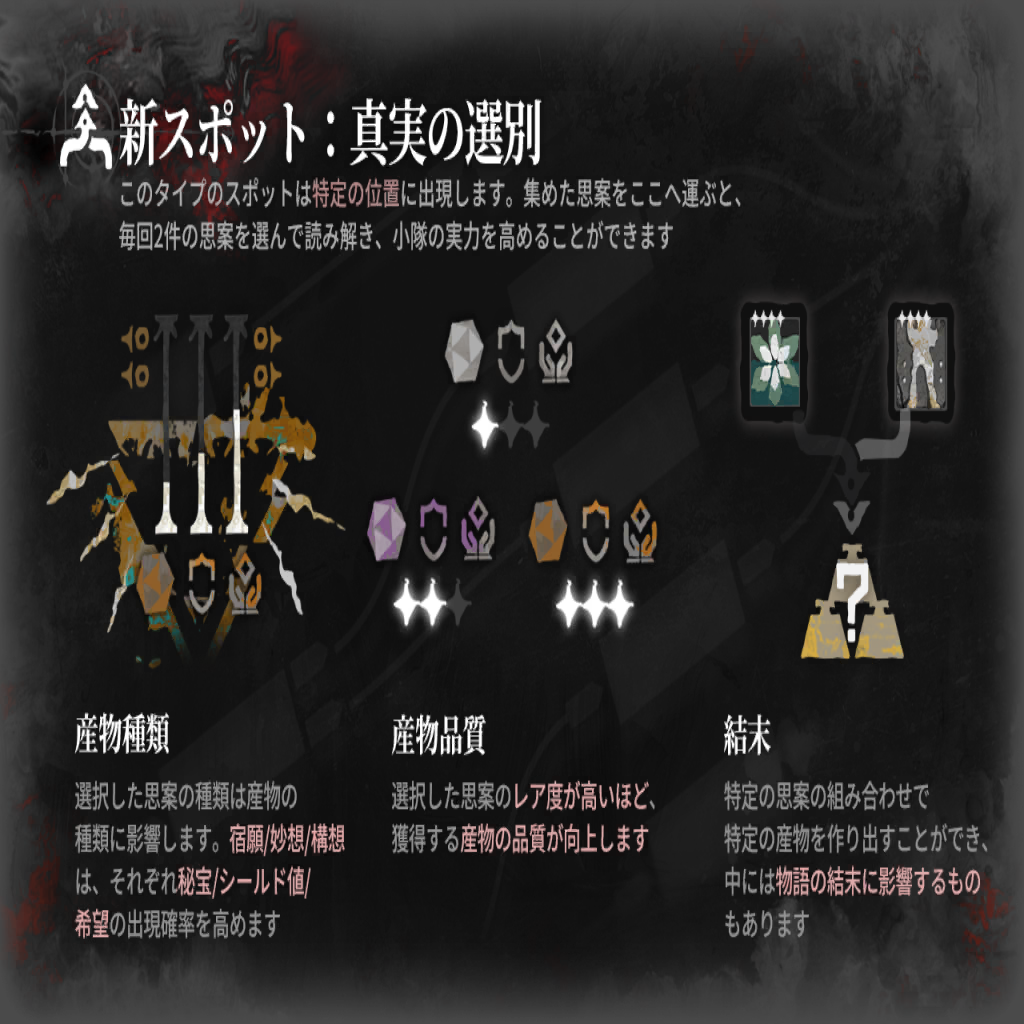 新スポット：真実の選別
このタイプのスポットは特定の位置に出現します。集めた思案をここへ運ぶと、
毎回2件の思案を選んで読み解き、小隊の実力を高めることができます
?
産物種類
選択した思案の種類は産物の
種類に影響します。宿願/妙想/構想
は、それぞれ秘宝/シールド値/
希望の出現確率を高めます
産物品質
選択した思案のレア度が高いほど、
獲得する産物の品質が向上します
結末
特定の思案の組み合わせで
特定の産物を作り出すことができ、
中には物語の結末に影響するもの
もあります